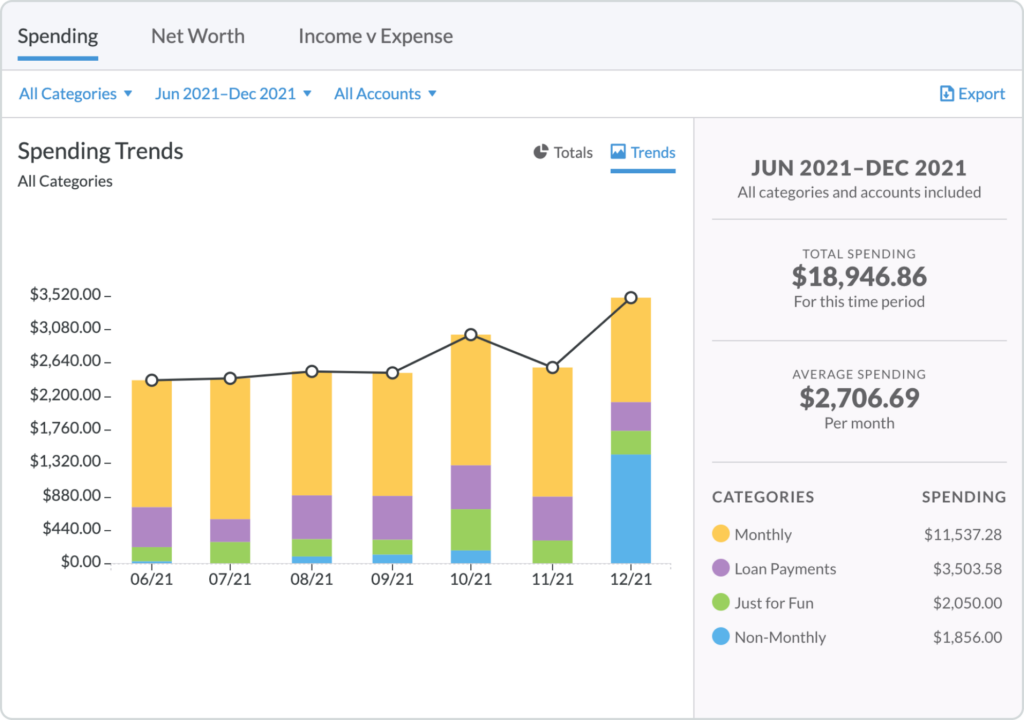 Spending Net Worth Income v Expense
All Categories Jun 2021–Dec 2021 All Accounts Export
Spending Trends Totals Trends
All Categories
$3,520.00
$3,080.00
$2,640.00
$2,200.00
$1,760.00
$1,320.00
$880.00
$440.00
$0.00
06/21 07/21 08/21 09/21 10/21 11/21 12/21
JUN 2021–DEC 2021
All categories and accounts included
TOTAL SPENDING
$18,946.86
For this time period
AVERAGE SPENDING
$2,706.69
Per month
CATEGORIES SPENDING
Monthly $11,537.28
Loan Payments $3,503.58
Just for Fun $2,050.00
Non-Monthly $1,856.00